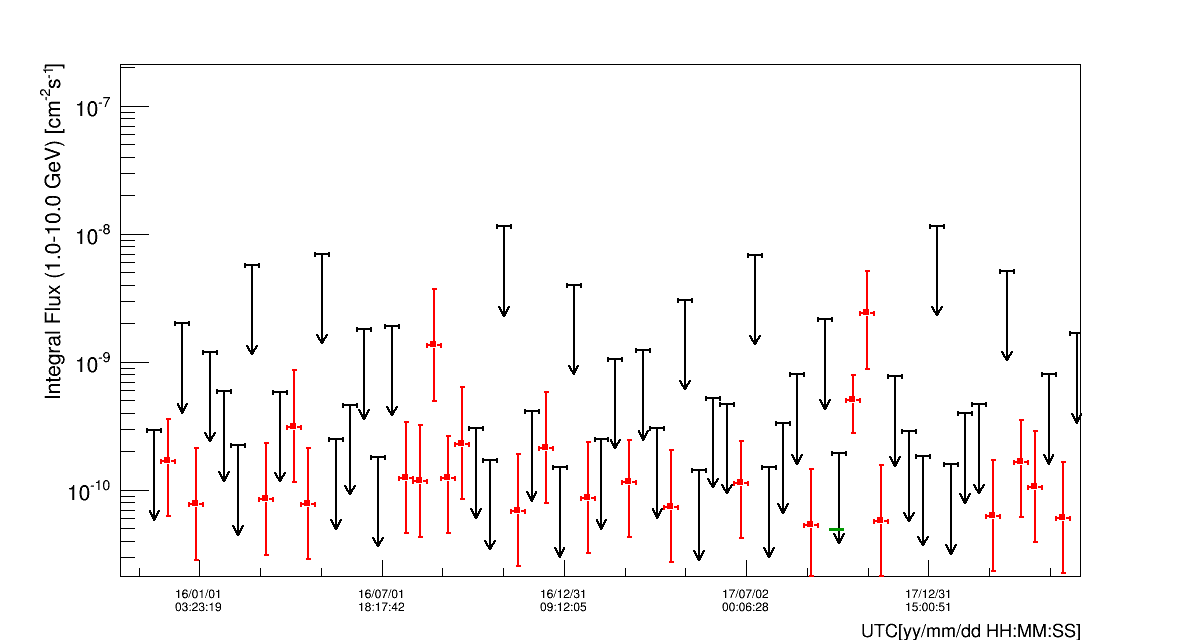 Integral Flux (1.0-10.0 GeV) [cm⁻²s⁻¹]
10⁻⁷
10⁻⁸
10⁻⁹
10⁻¹⁰
16/01/01 16/07/01 16/12/31 17/07/02 17/12/31
03:23:19 18:17:42 09:12:05 00:06:28 15:00:51
UTC[yy/mm/dd HH:MM:SS]